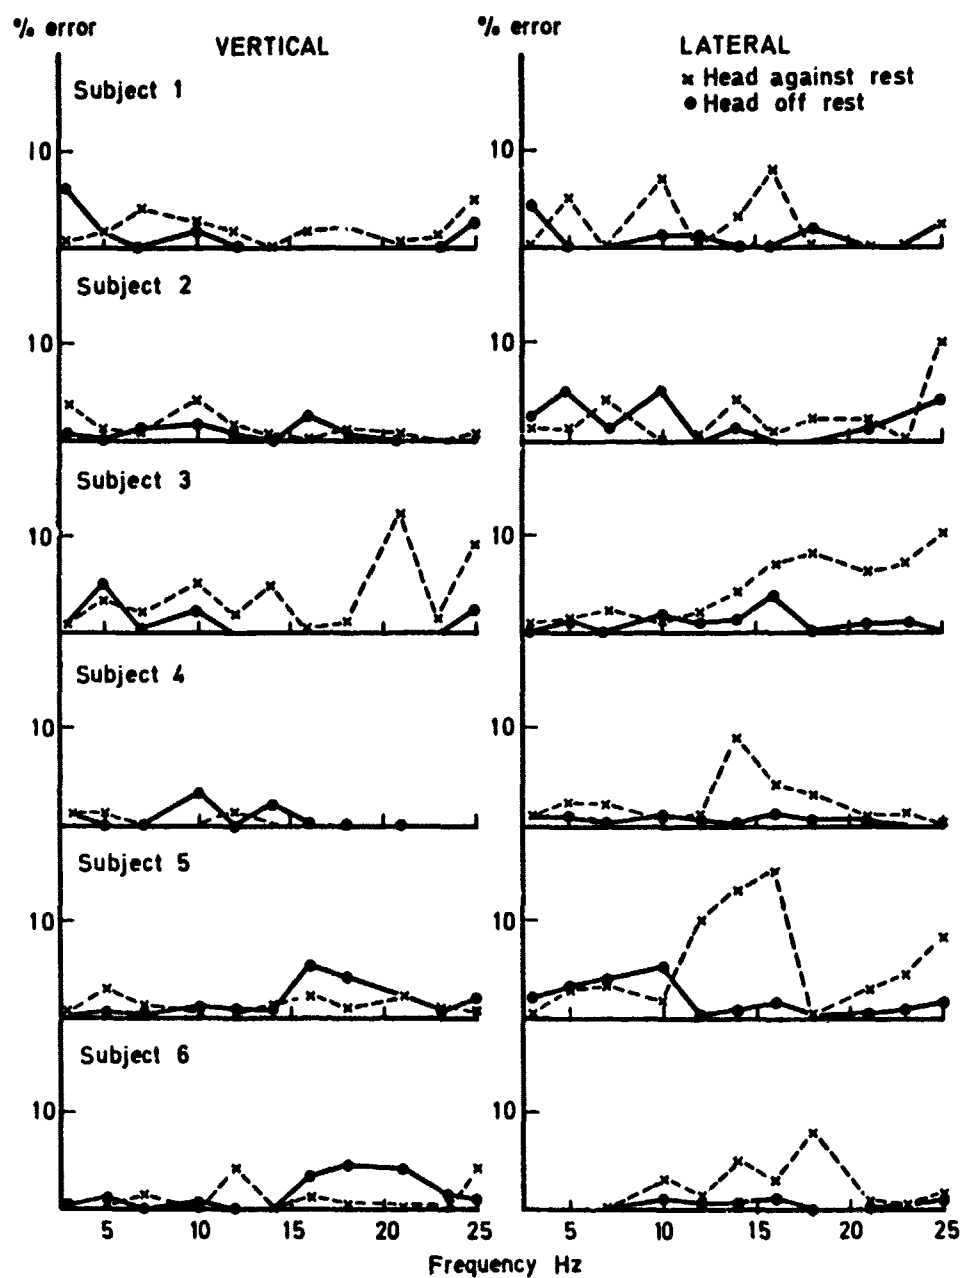 % error
VERTICAL
% error
LATERAL
× Head against rest
● Head off rest
Subject 1
10
10
Subject 2
10
10
Subject 3
10
10
Subject 4
10
10
Subject 5
10
10
Subject 6
10
10
5 10 15 20 25
5 10 15 20 25
Frequency Hz